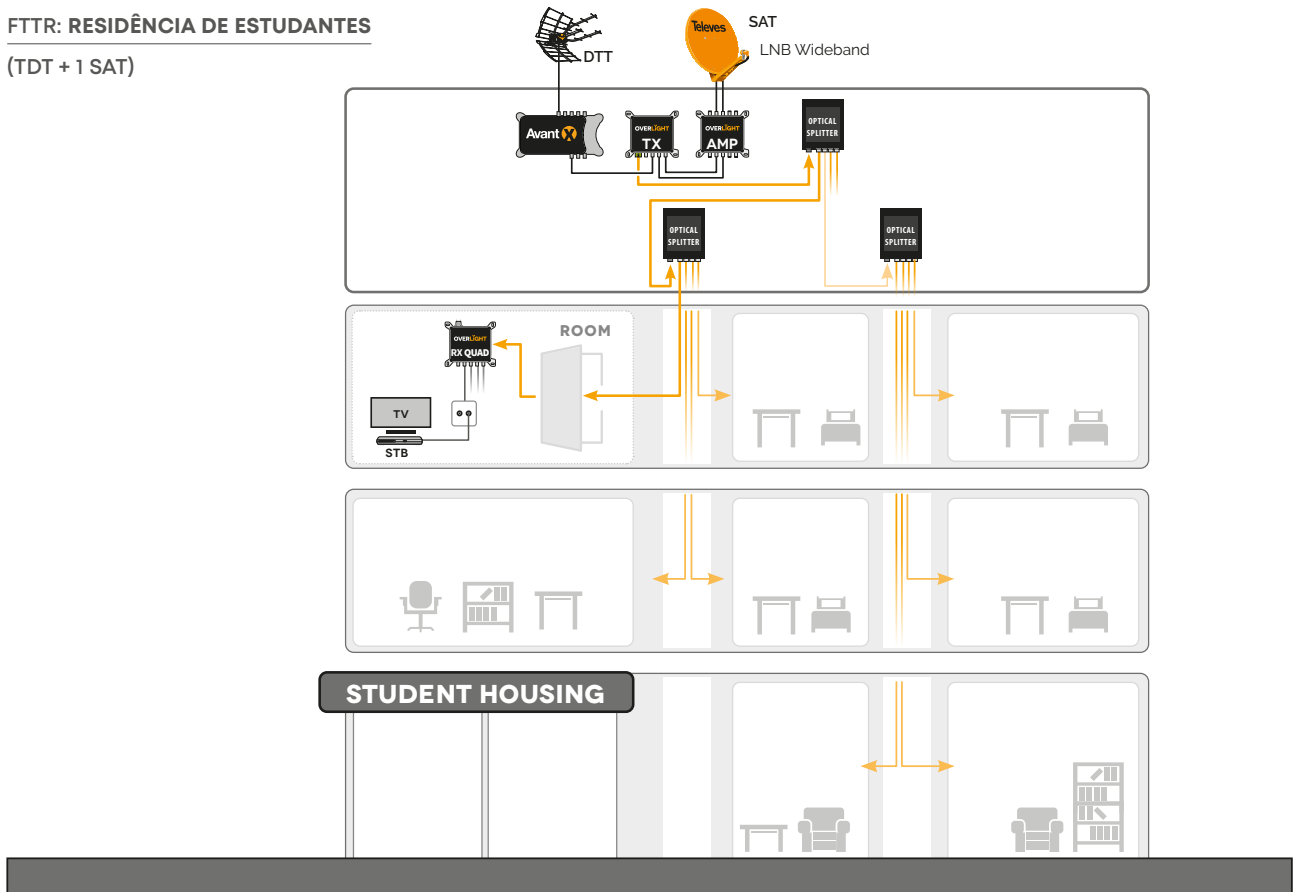 FTTR: RESIDÊNCIA DE ESTUDANTES
(TDT + 1 SAT)
DTT
Televes
SAT
LNB Wideband
Avant X
OVERLIGHT
TX
OVERLIGHT
AMP
OPTICAL
SPLITTER
OPTICAL
SPLITTER
OPTICAL
SPLITTER
OVERLIGHT
RX QUAD
ROOM
TV
STB
STUDENT HOUSING